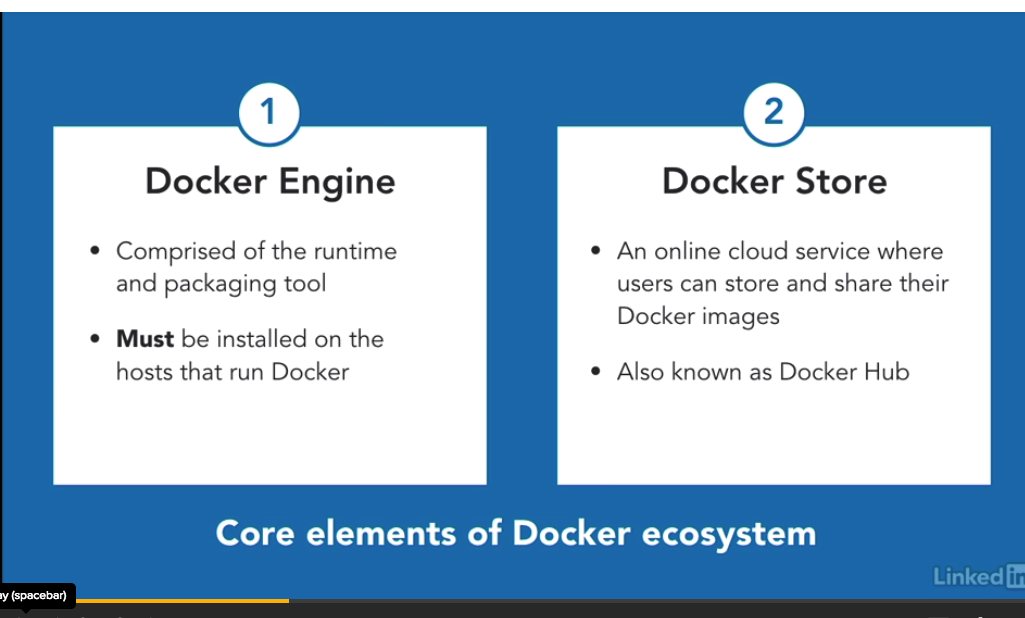 1
Docker Engine
• Comprised of the runtime
and packaging tool
• Must be installed on the
hosts that run Docker
2
Docker Store
• An online cloud service where
users can store and share their
Docker images
• Also known as Docker Hub
Core elements of Docker ecosystem
Linked in
ay (spacebar)